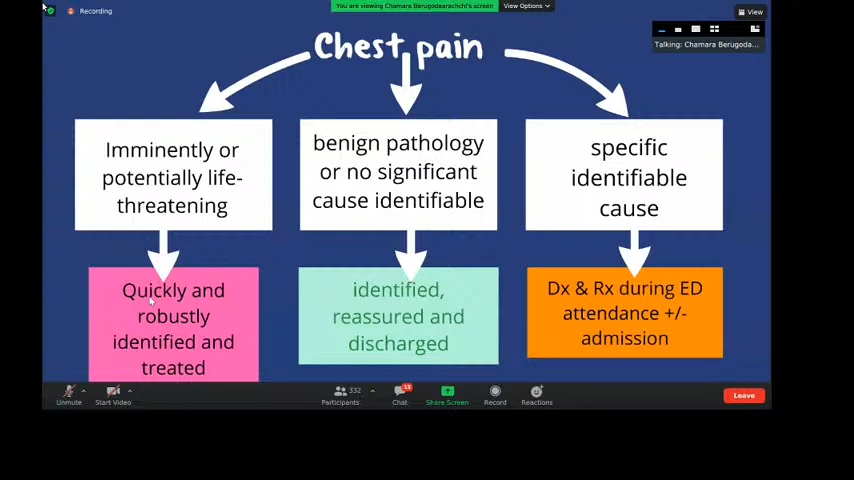 Recording
You are viewing Chamara Berugodaarachchi's screen
View Options
View
Talking: Chamara Berugoda...
Chest pain
Imminently or
potentially life-
threatening
benign pathology
or no significant
cause identifiable
specific
identifiable
cause
Quickly and
robustly
identified and
treated
identified,
reassured and
discharged
Dx & Rx during ED
attendance +/-
admission
Unmute
Start Video
332
Participants
13
Chat
Share Screen
Record
Reactions
Leave